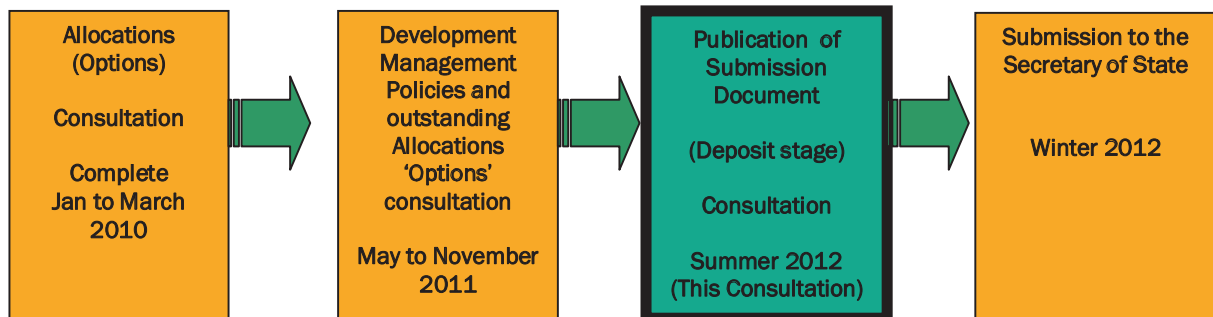 Allocations
(Options)
Consultation
Complete
Jan to March
2010
Development
Management
Policies and
outstanding
Allocations
‘Options’
consultation
May to November
2011
Publication of
Submission
Document
(Deposit stage)
Consultation
Summer 2012
(This Consultation)
Submission to the
Secretary of State
Winter 2012